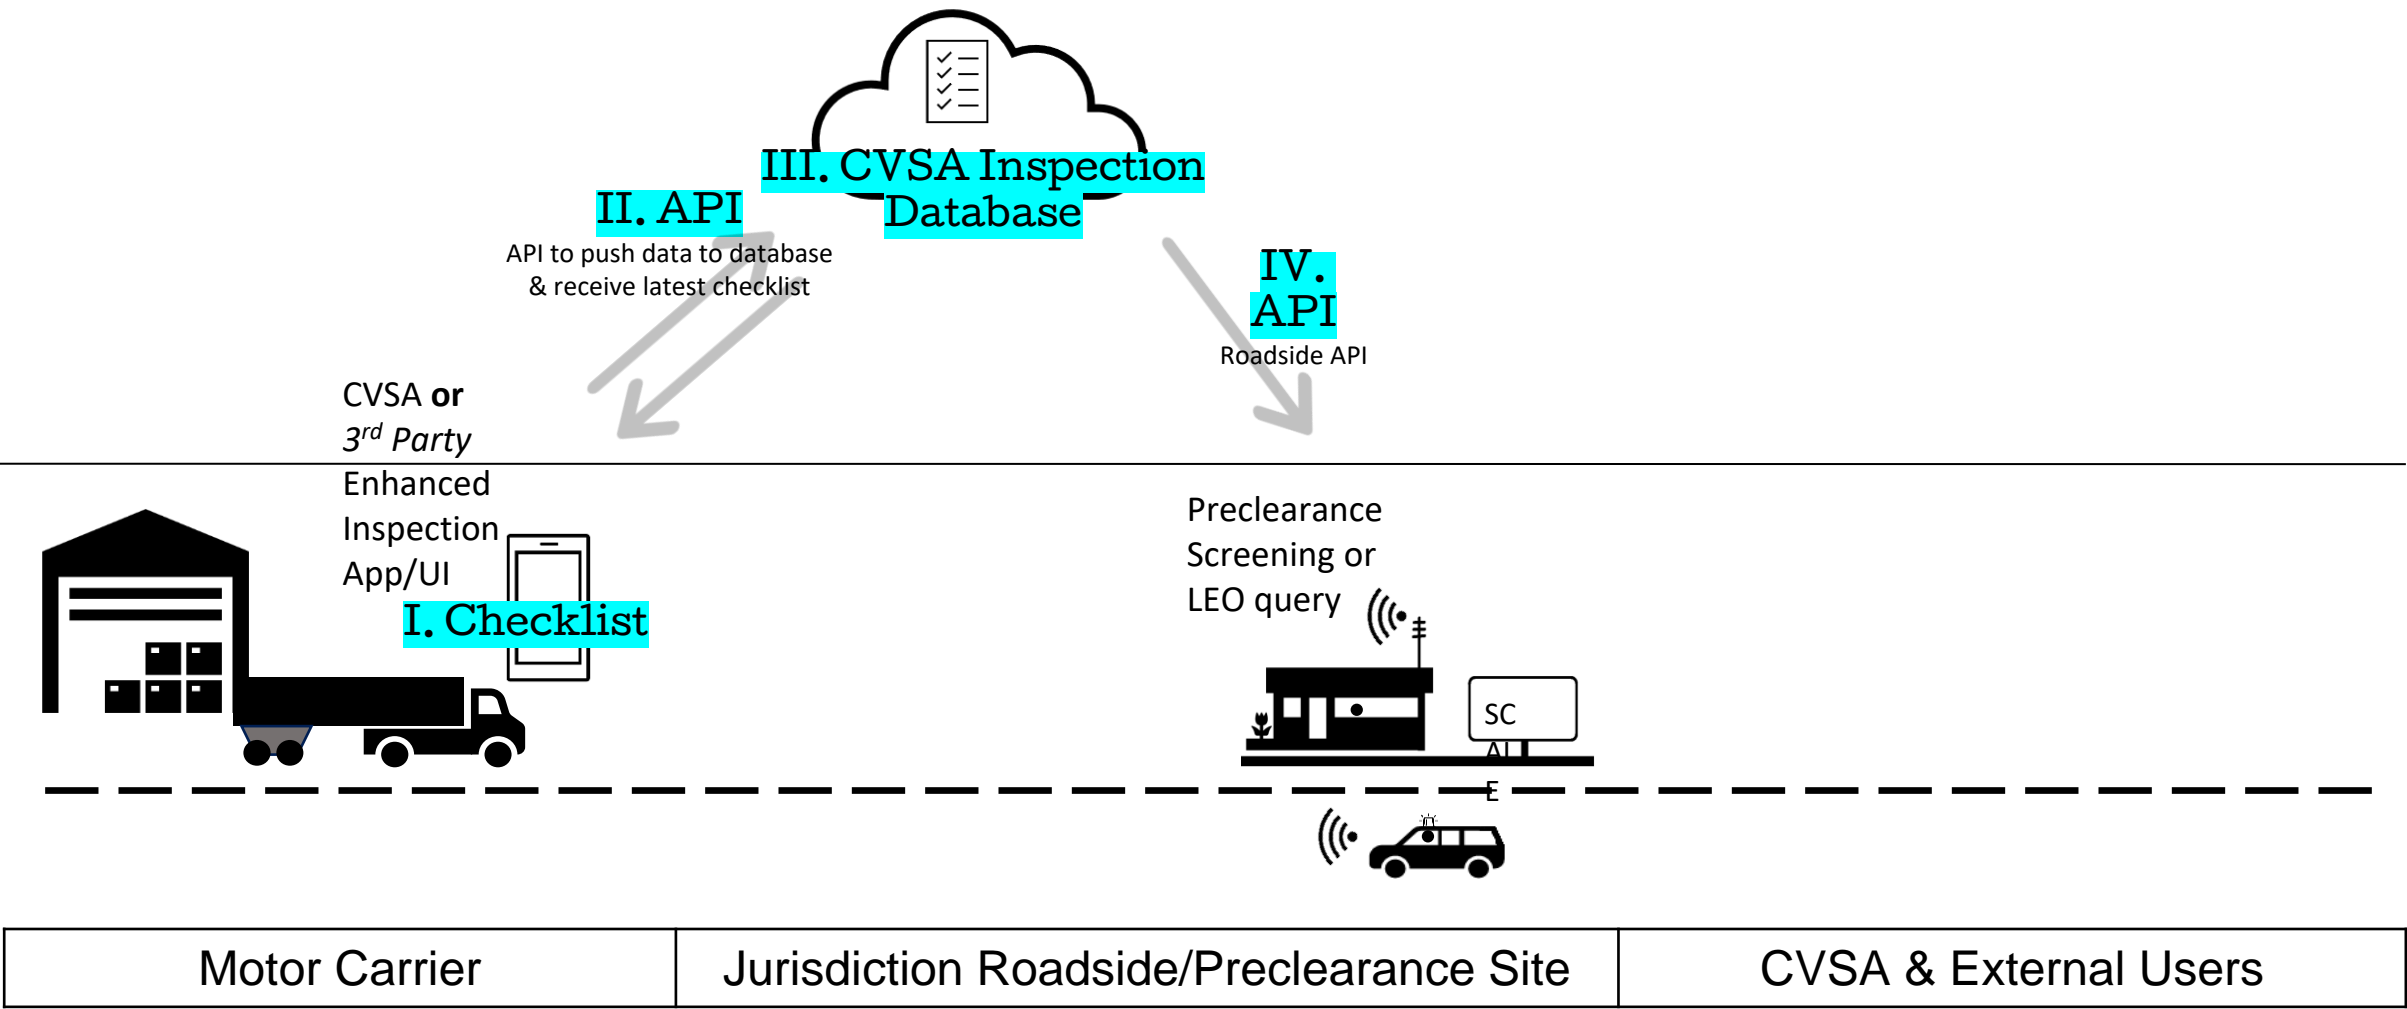 III. CVSA Inspection
Database
II. API
API to push data to database
& receive latest checklist
IV.
API
Roadside API
CVSA or
3rd Party
Enhanced
Inspection
App/UI
I. Checklist
Preclearance
Screening or
LEO query
SC
AL
E
Motor Carrier
Jurisdiction Roadside/Preclearance Site
CVSA & External Users